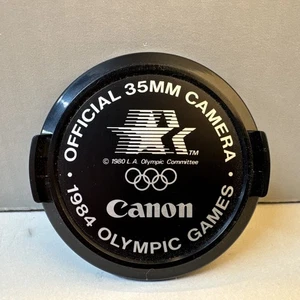 OFFICIAL 35MM CAMERA
TM
© 1980 L.A. Olympic Committee
Canon
• 1984 OLYMPIC GAMES •